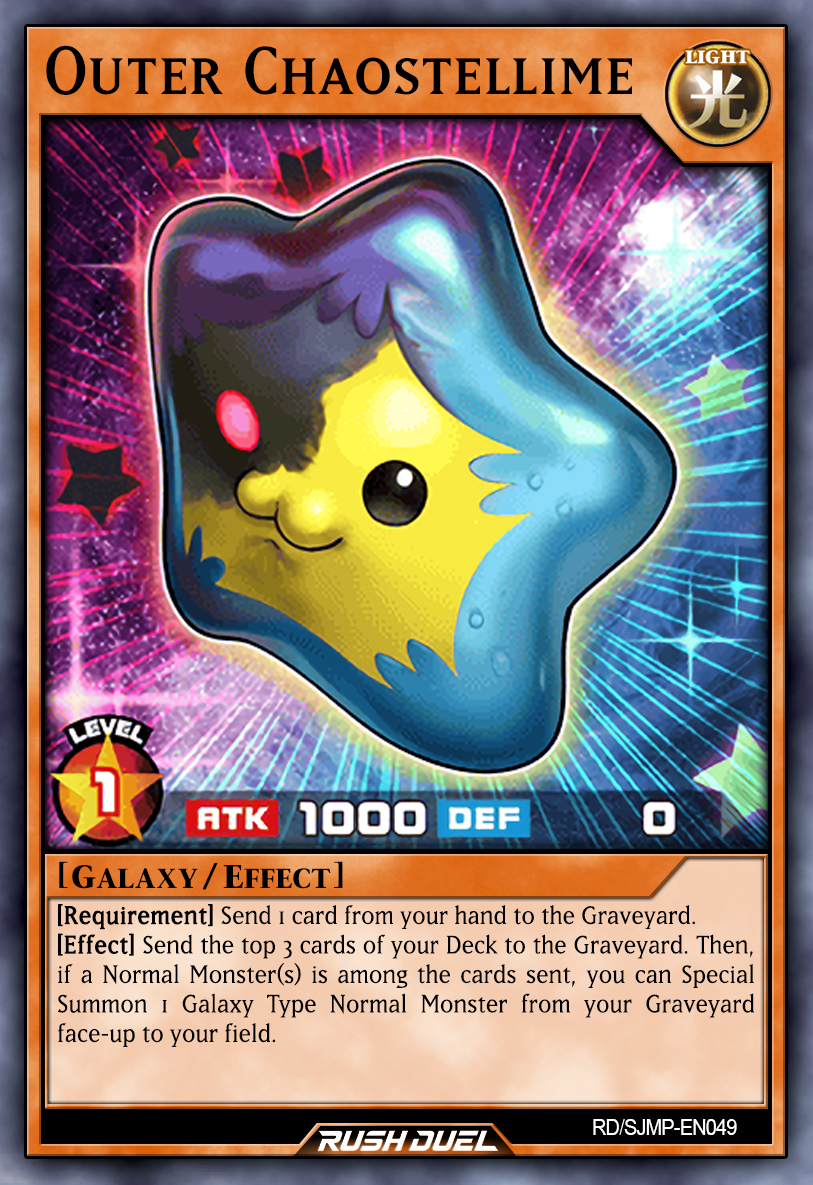 Outer Chaostellime
LIGHT
光
LEVEL
1
ATK 1000 DEF 0
[Galaxy/Effect]
[Requirement] Send 1 card from your hand to the Graveyard.
[Effect] Send the top 3 cards of your Deck to the Graveyard. Then,
if a Normal Monster(s) is among the cards sent, you can Special
Summon 1 Galaxy Type Normal Monster from your Graveyard
face-up to your field.
RD/SJMP-EN049
RUSH DUEL